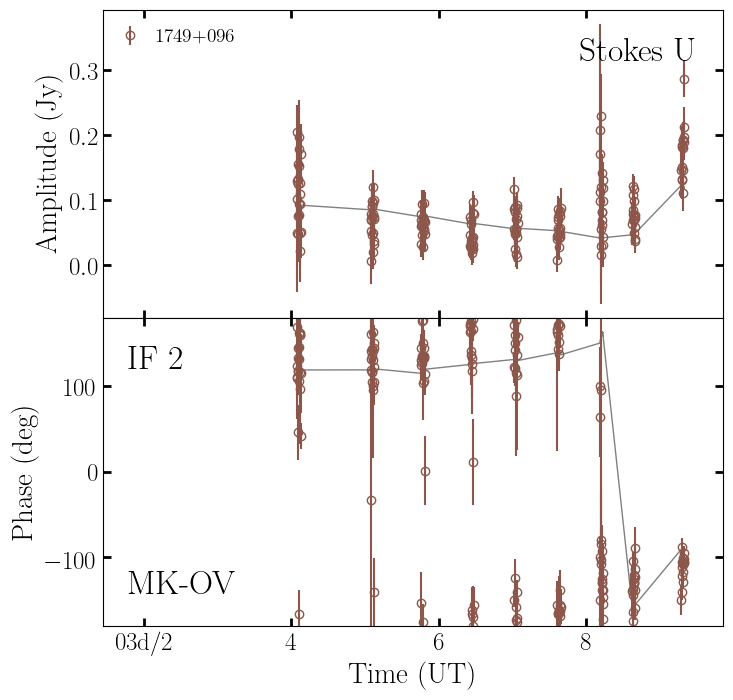 1749+096
Stokes U
Amplitude (Jy)
0.3
0.2
0.1
0.0
IF 2
MK-OV
Phase (deg)
100
0
−100
03d/2
4
6
8
Time (UT)